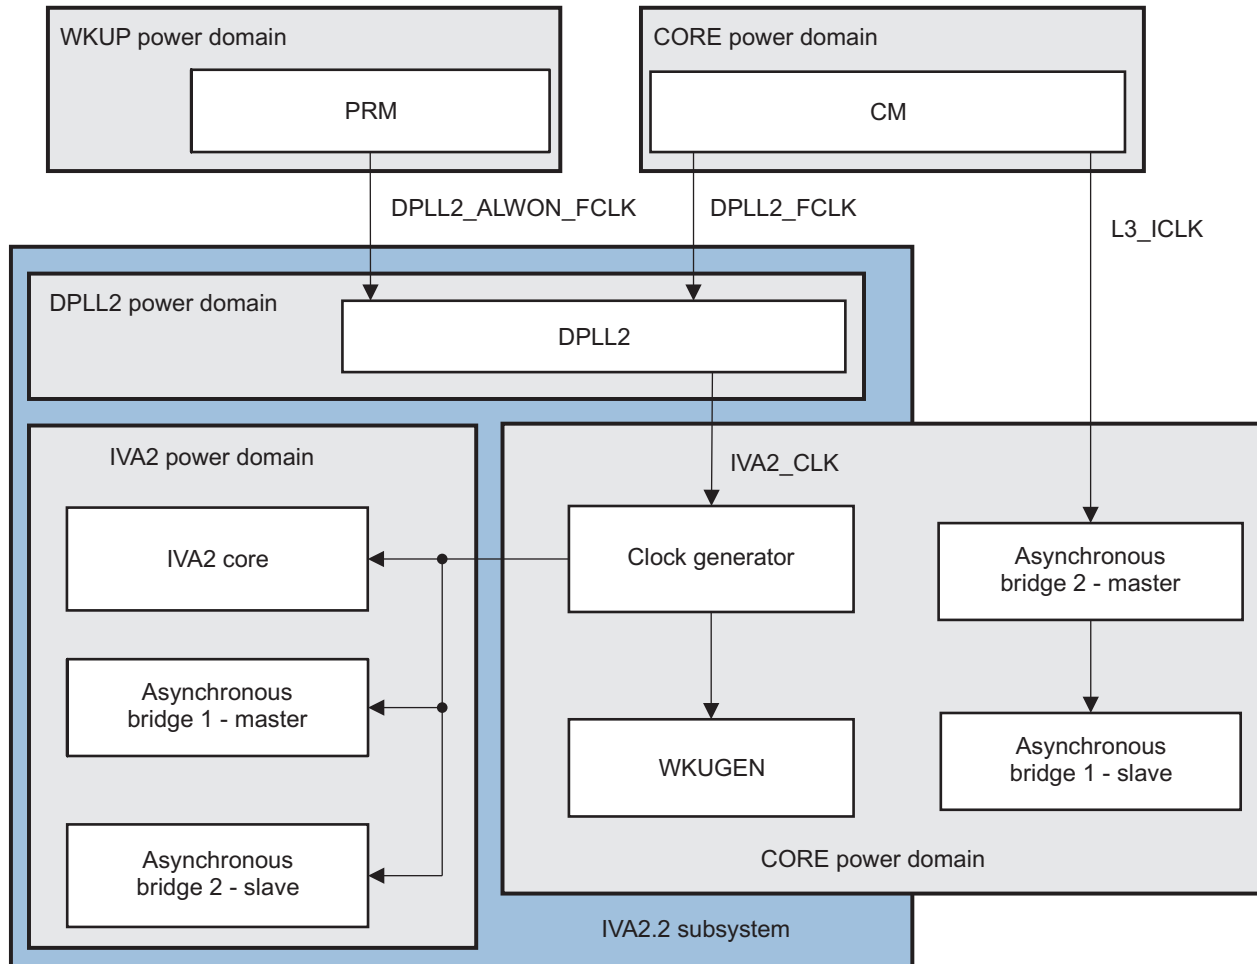 WKUP power domain
PRM
CORE power domain
CM
DPLL2_ALWON_FCLK
DPLL2_FCLK
L3_ICLK
DPLL2 power domain
DPLL2
IVA2 power domain
IVA2_CLK
IVA2 core
Clock generator
Asynchronous
bridge 2 - master
Asynchronous
bridge 1 - master
WKUGEN
Asynchronous
bridge 1 - slave
Asynchronous
bridge 2 - slave
CORE power domain
IVA2.2 subsystem